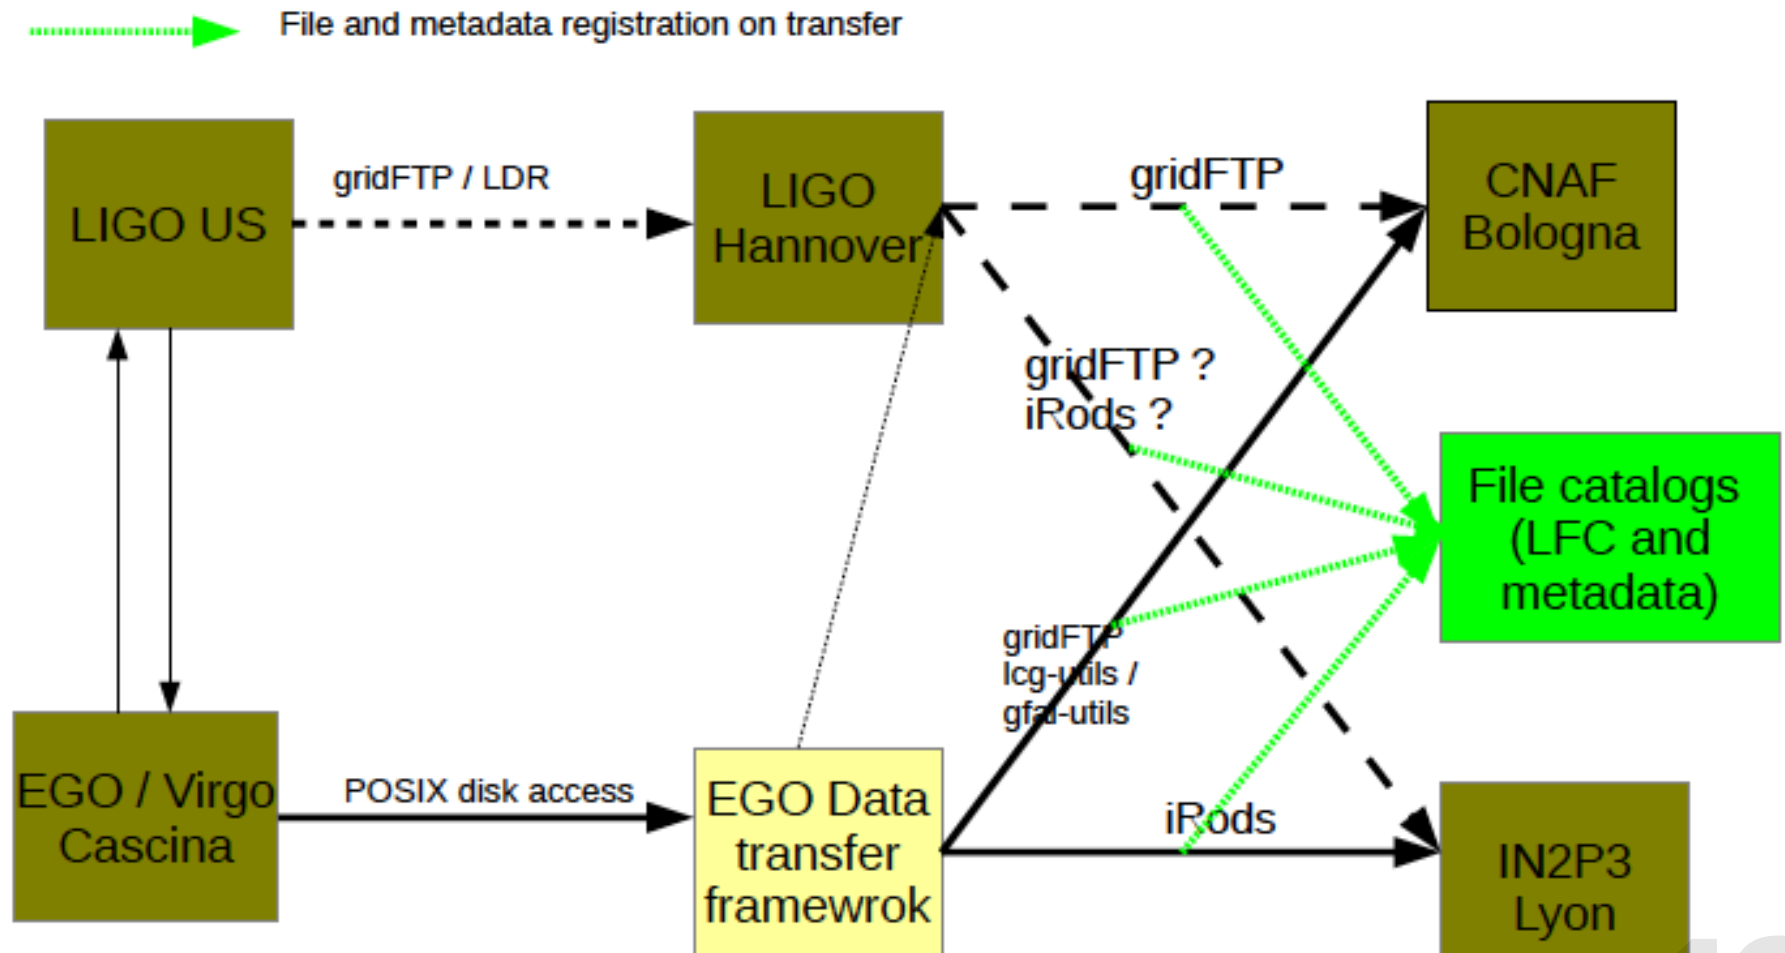 File and metadata registration on transfer
LIGO US
gridFTP / LDR
LIGO
Hannover
gridFTP
CNAF
Bologna
gridFTP ?
iRods ?
File catalogs
(LFC and
metadata)
gridFTP
lcg-utils /
gfal-utils
EGO / Virgo
Cascina
POSIX disk access
EGO Data
transfer
framewrok
iRods
IN2P3
Lyon